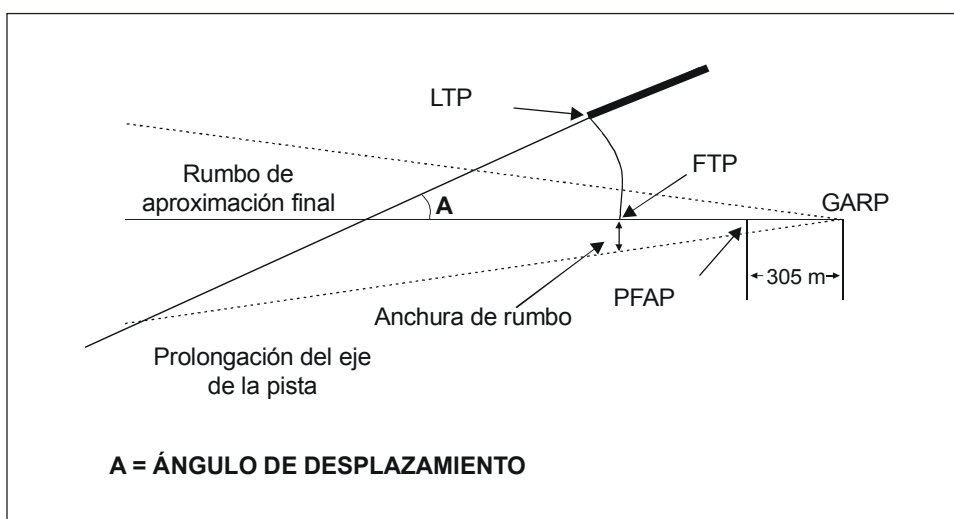 LTP
Rumbo de
aproximación final
A
FTP
GARP
305 m
PFAP
Anchura de rumbo
Prolongación del eje
de la pista
A = ÁNGULO DE DESPLAZAMIENTO